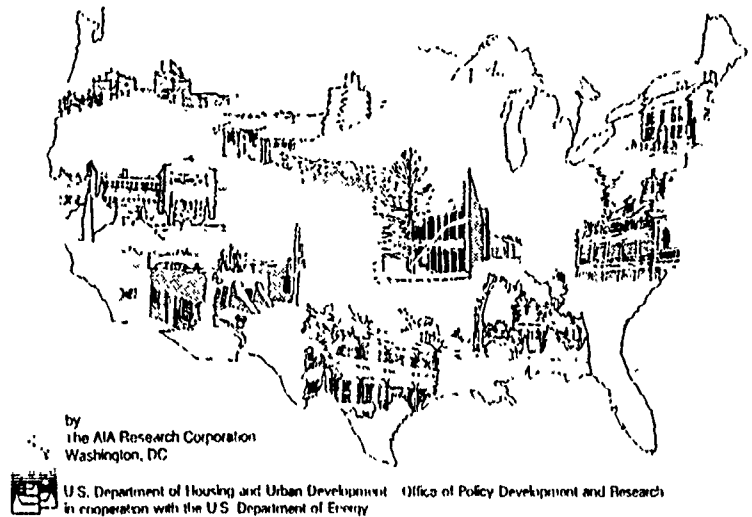 by
The AIA Research Corporation
Washington, DC
U.S. Department of Housing and Urban Development Office of Policy Development and Research
in cooperation with the U.S. Department of Energy